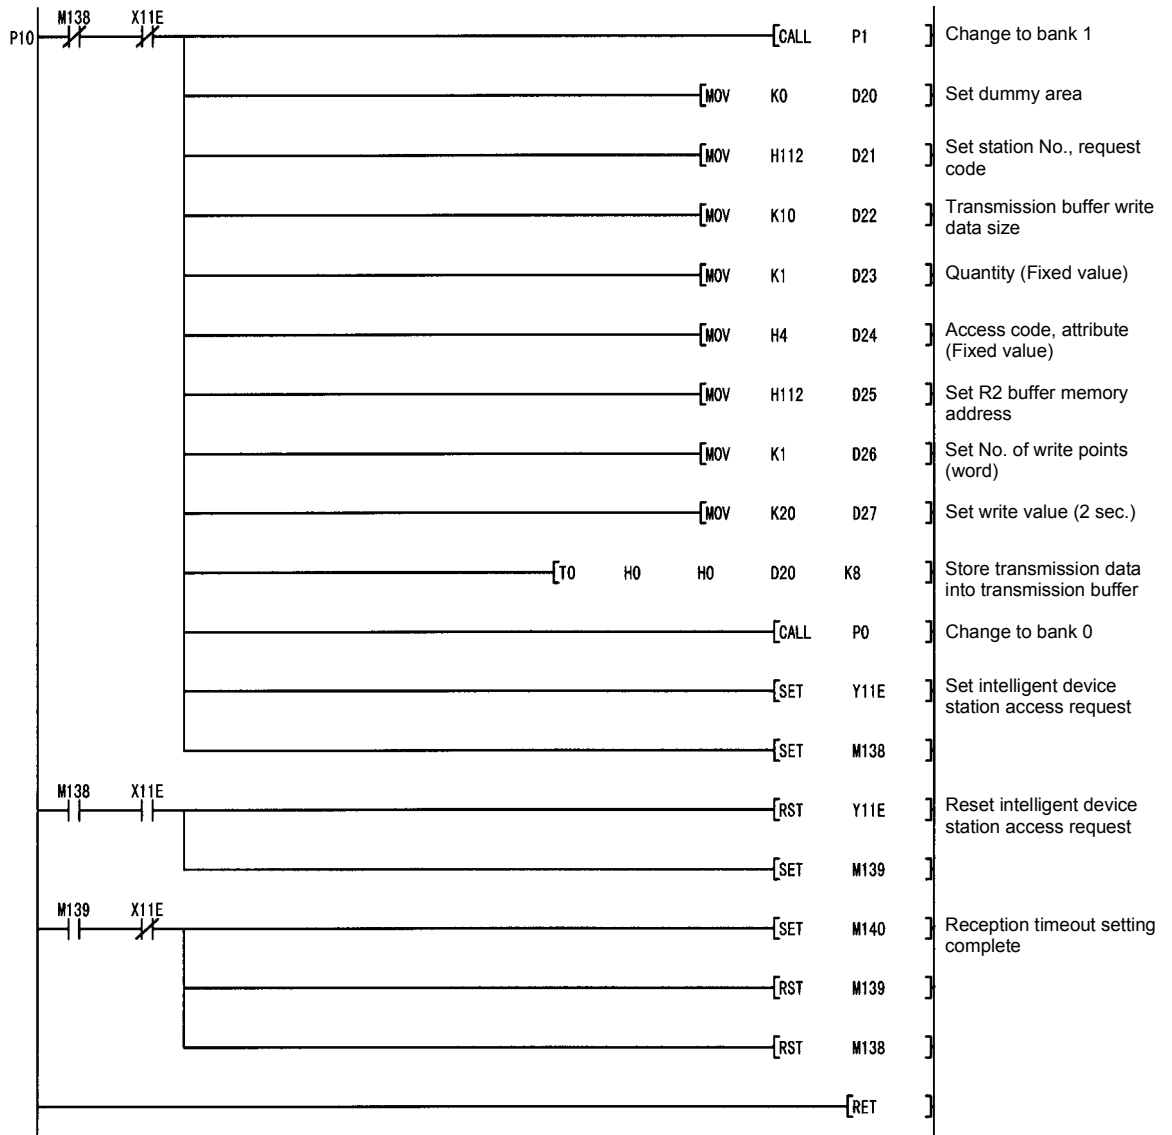 M138 X11E
P10 [CALL P1 ] Change to bank 1
[MOV K0 D20 ] Set dummy area
[MOV H112 D21 ] Set station No., request
code
[MOV K10 D22 ] Transmission buffer write
data size
[MOV K1 D23 ] Quantity (Fixed value)
[MOV H4 D24 ] Access code, attribute
(Fixed value)
[MOV H112 D25 ] Set R2 buffer memory
address
[MOV K1 D26 ] Set No. of write points
(word)
[MOV K20 D27 ] Set write value (2 sec.)
[TO H0 H0 D20 K8 ] Store transmission data
into transmission buffer
[CALL P0 ] Change to bank 0
[SET Y11E ] Set intelligent device
station access request
[SET M138 ]
M138 X11E
[RST Y11E ] Reset intelligent device
station access request
[SET M139 ]
M139 X11E
[SET M140 ] Reception timeout setting
complete
[RST M139 ]
[RST M138 ]
[RET ]